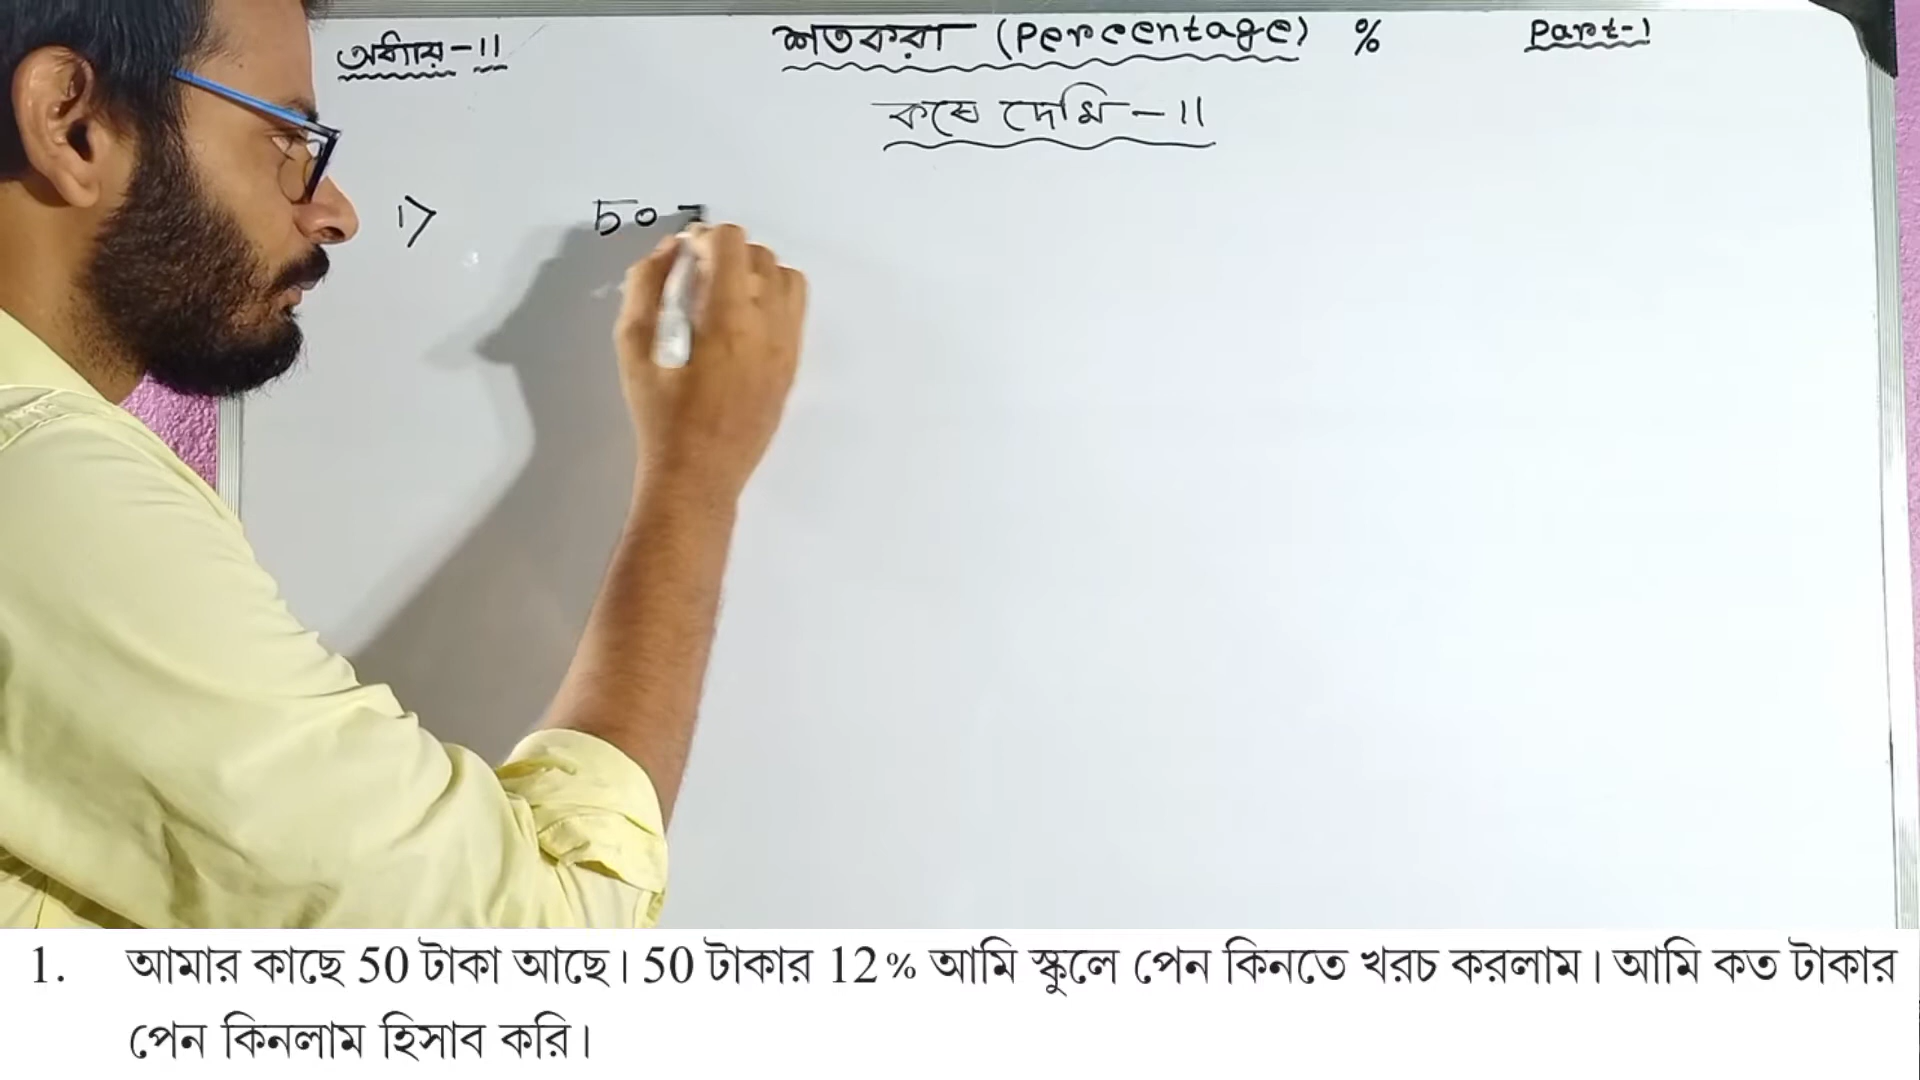 অধ্যায় - 11 শতকরা (Percentage) % Part-1
কষে দেখি - 11
1) 50
1. আমার কাছে 50 টাকা আছে। 50 টাকার 12% আমি স্কুলে পেন কিনতে খরচ করলাম। আমি কত টাকার
পেন কিনলাম হিসাব করি।